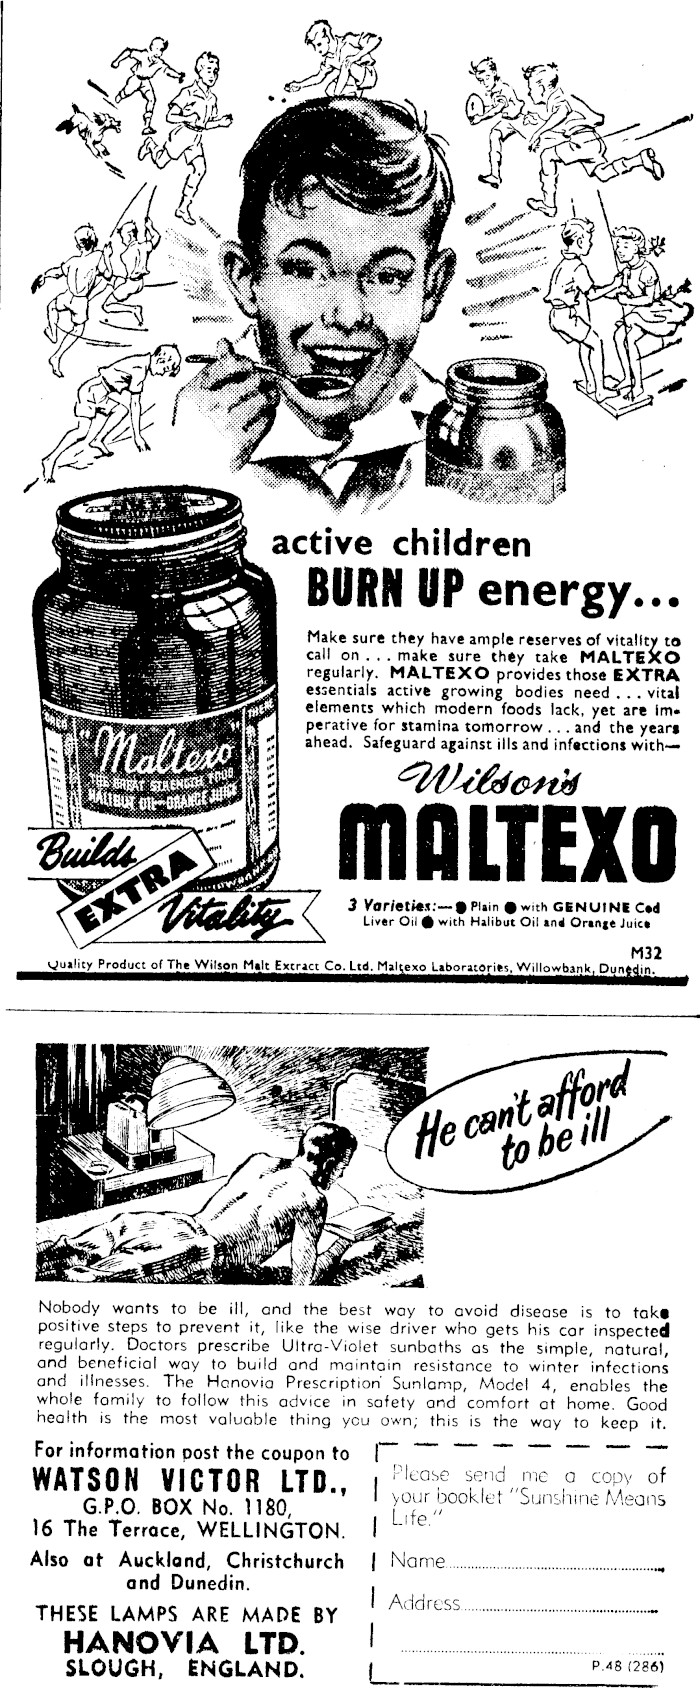 active children
BURN UP energy...
Make sure they have ample reserves of vitality to
call on ... make sure they take MALTEXO
regularly. MALTEXO provides those EXTRA
essentials active growing bodies need ... vital
elements which modern foods lack, yet are im-
perative for stamina tomorrow ... and the years
ahead. Safeguard against ills and infections with—
Wilson's
MALTEXO
3 Varieties:— ● Plain ● with GENUINE Cod
Liver Oil ● with Halibut Oil and Orange Juice
"Maltexo"
THE GREAT STRENGTH FOOD
HALIBUT OIL—ORANGE JUICE
Builds
EXTRA
Vitality
M32
Quality Product of The Wilson Malt Extract Co. Ltd. Maltexo Laboratories, Willowbank, Dunedin.
He can't afford
to be ill
Nobody wants to be ill, and the best way to avoid disease is to take
positive steps to prevent it, like the wise driver who gets his car inspected
regularly. Doctors prescribe Ultra-Violet sunbaths as the simple, natural,
and beneficial way to build and maintain resistance to winter infections
and illnesses. The Hanovia Prescription Sunlamp, Model 4, enables the
whole family to follow this advice in safety and comfort at home. Good
health is the most valuable thing you own; this is the way to keep it.
For information post the coupon to
WATSON VICTOR LTD.,
G.P.O. BOX No. 1180,
16 The Terrace, WELLINGTON.
Also at Auckland, Christchurch
and Dunedin.
THESE LAMPS ARE MADE BY
HANOVIA LTD.
SLOUGH, ENGLAND.
Please send me a copy of
your booklet "Sunshine Means
Life."
Name
Address
P.48 (286)